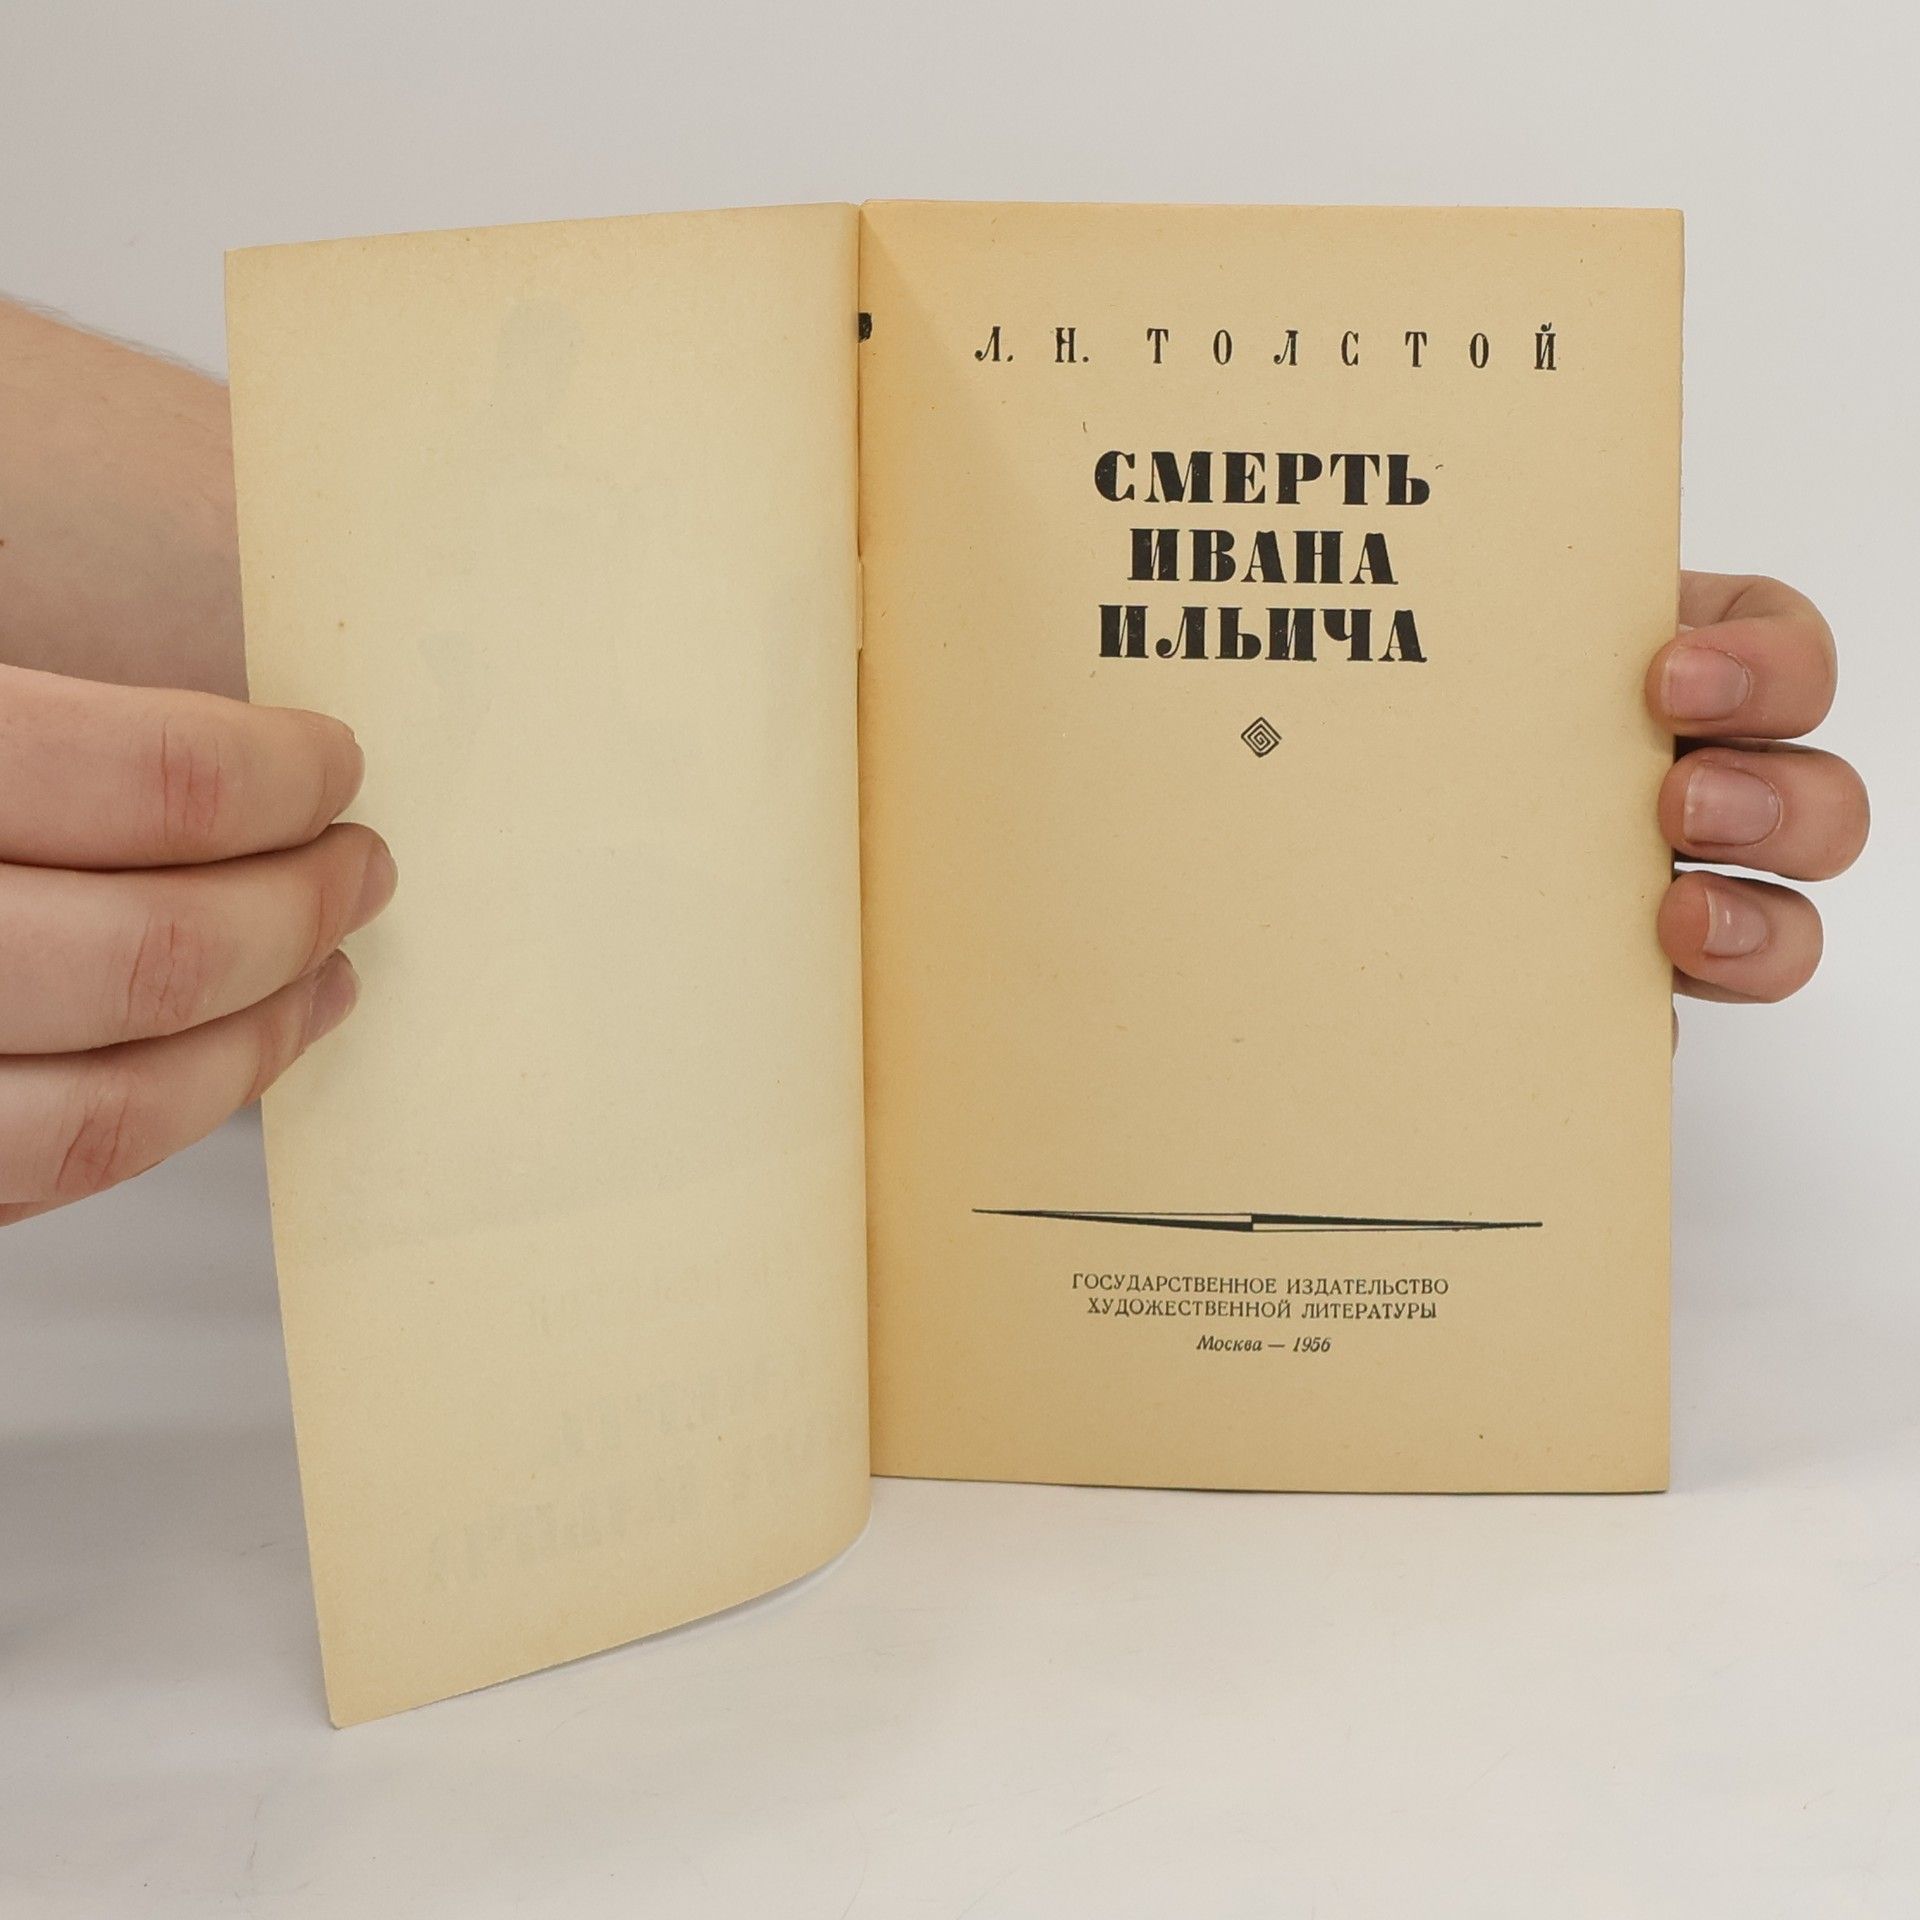 Л. Н. ТОЛСТОЙ
СМЕРТЬ
ИВАНА
ИЛЬИЧА
ГОСУДАРСТВЕННОЕ ИЗДАТЕЛЬСТВО
ХУДОЖЕСТВЕННОЙ ЛИТЕРАТУРЫ
Москва — 1956